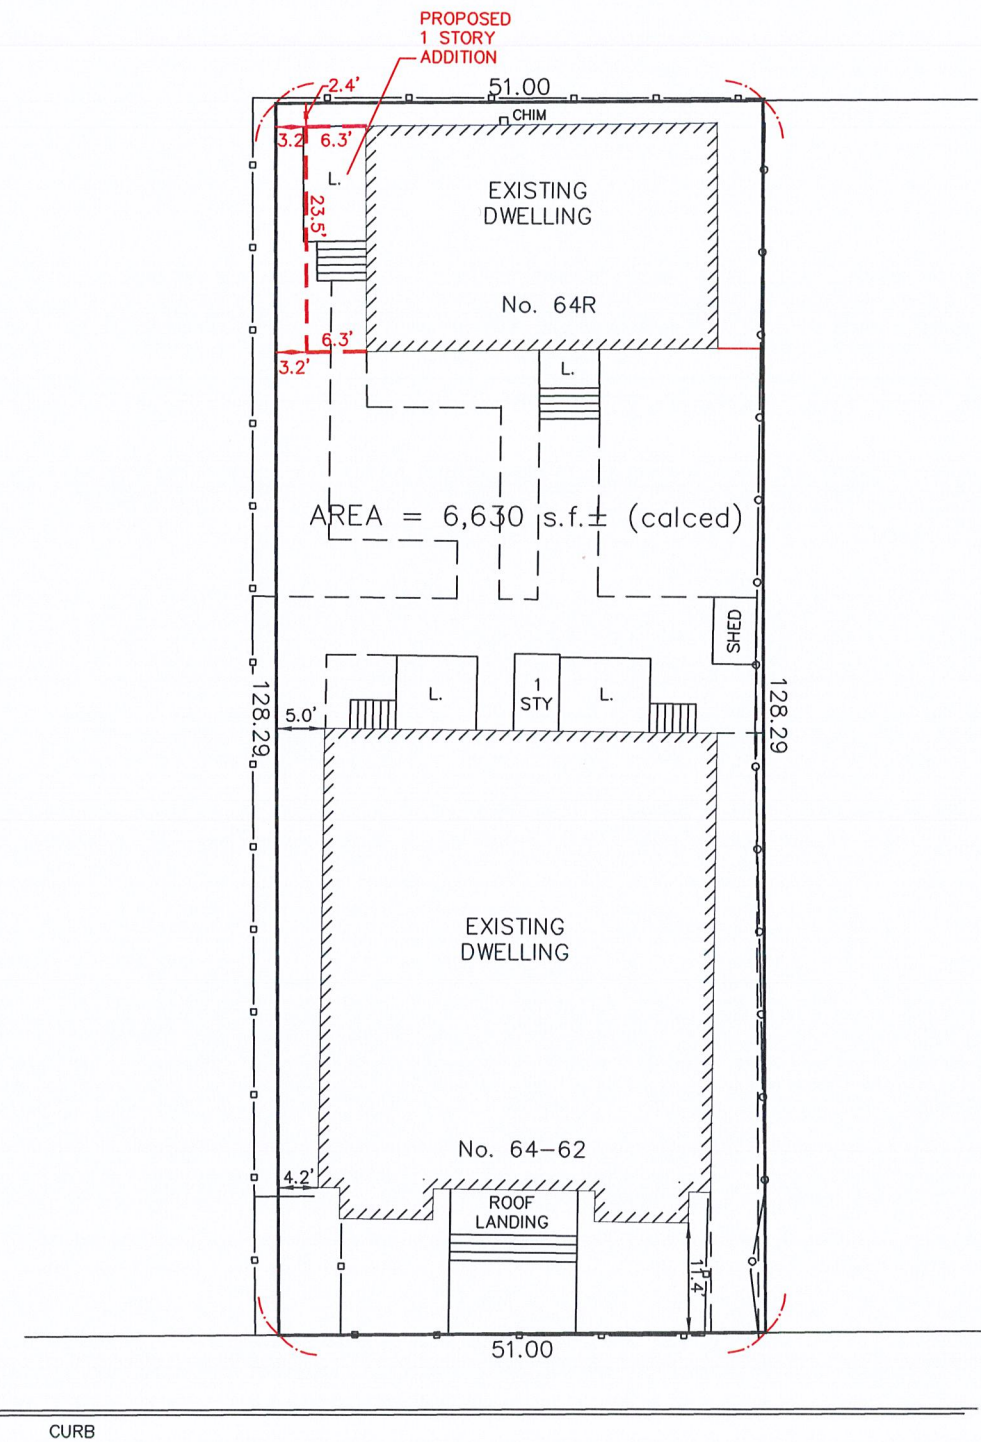 PROPOSED
1 STORY
ADDITION
2.4'
51.00
CHIM
3.2
6.3'
L.
EXISTING
DWELLING
23.5'
No. 64R
6.3'
3.2'
L.
AREA = 6,630 s.f.± (calced)
SHED
L.
1
STY
L.
128.29
5.0'
128.29
EXISTING
DWELLING
No. 64-62
4.2'
ROOF
LANDING
11.4'
51.00
CURB